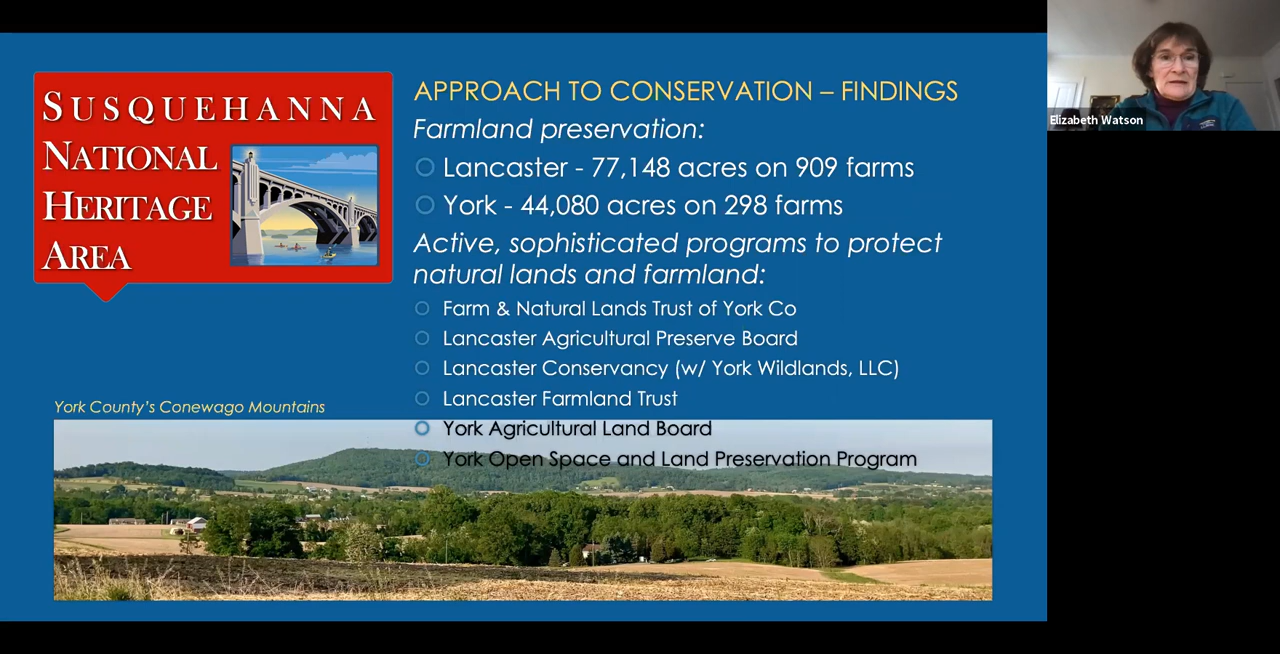 SUSQUEHANNA
NATIONAL
HERITAGE
AREA
APPROACH TO CONSERVATION – FINDINGS
Farmland preservation:
Lancaster - 77,148 acres on 909 farms
York - 44,080 acres on 298 farms
Active, sophisticated programs to protect
natural lands and farmland:
Farm & Natural Lands Trust of York Co
Lancaster Agricultural Preserve Board
Lancaster Conservancy (w/ York Wildlands, LLC)
Lancaster Farmland Trust
York Agricultural Land Board
York Open Space and Land Preservation Program
York County’s Conewago Mountains
Elizabeth Watson